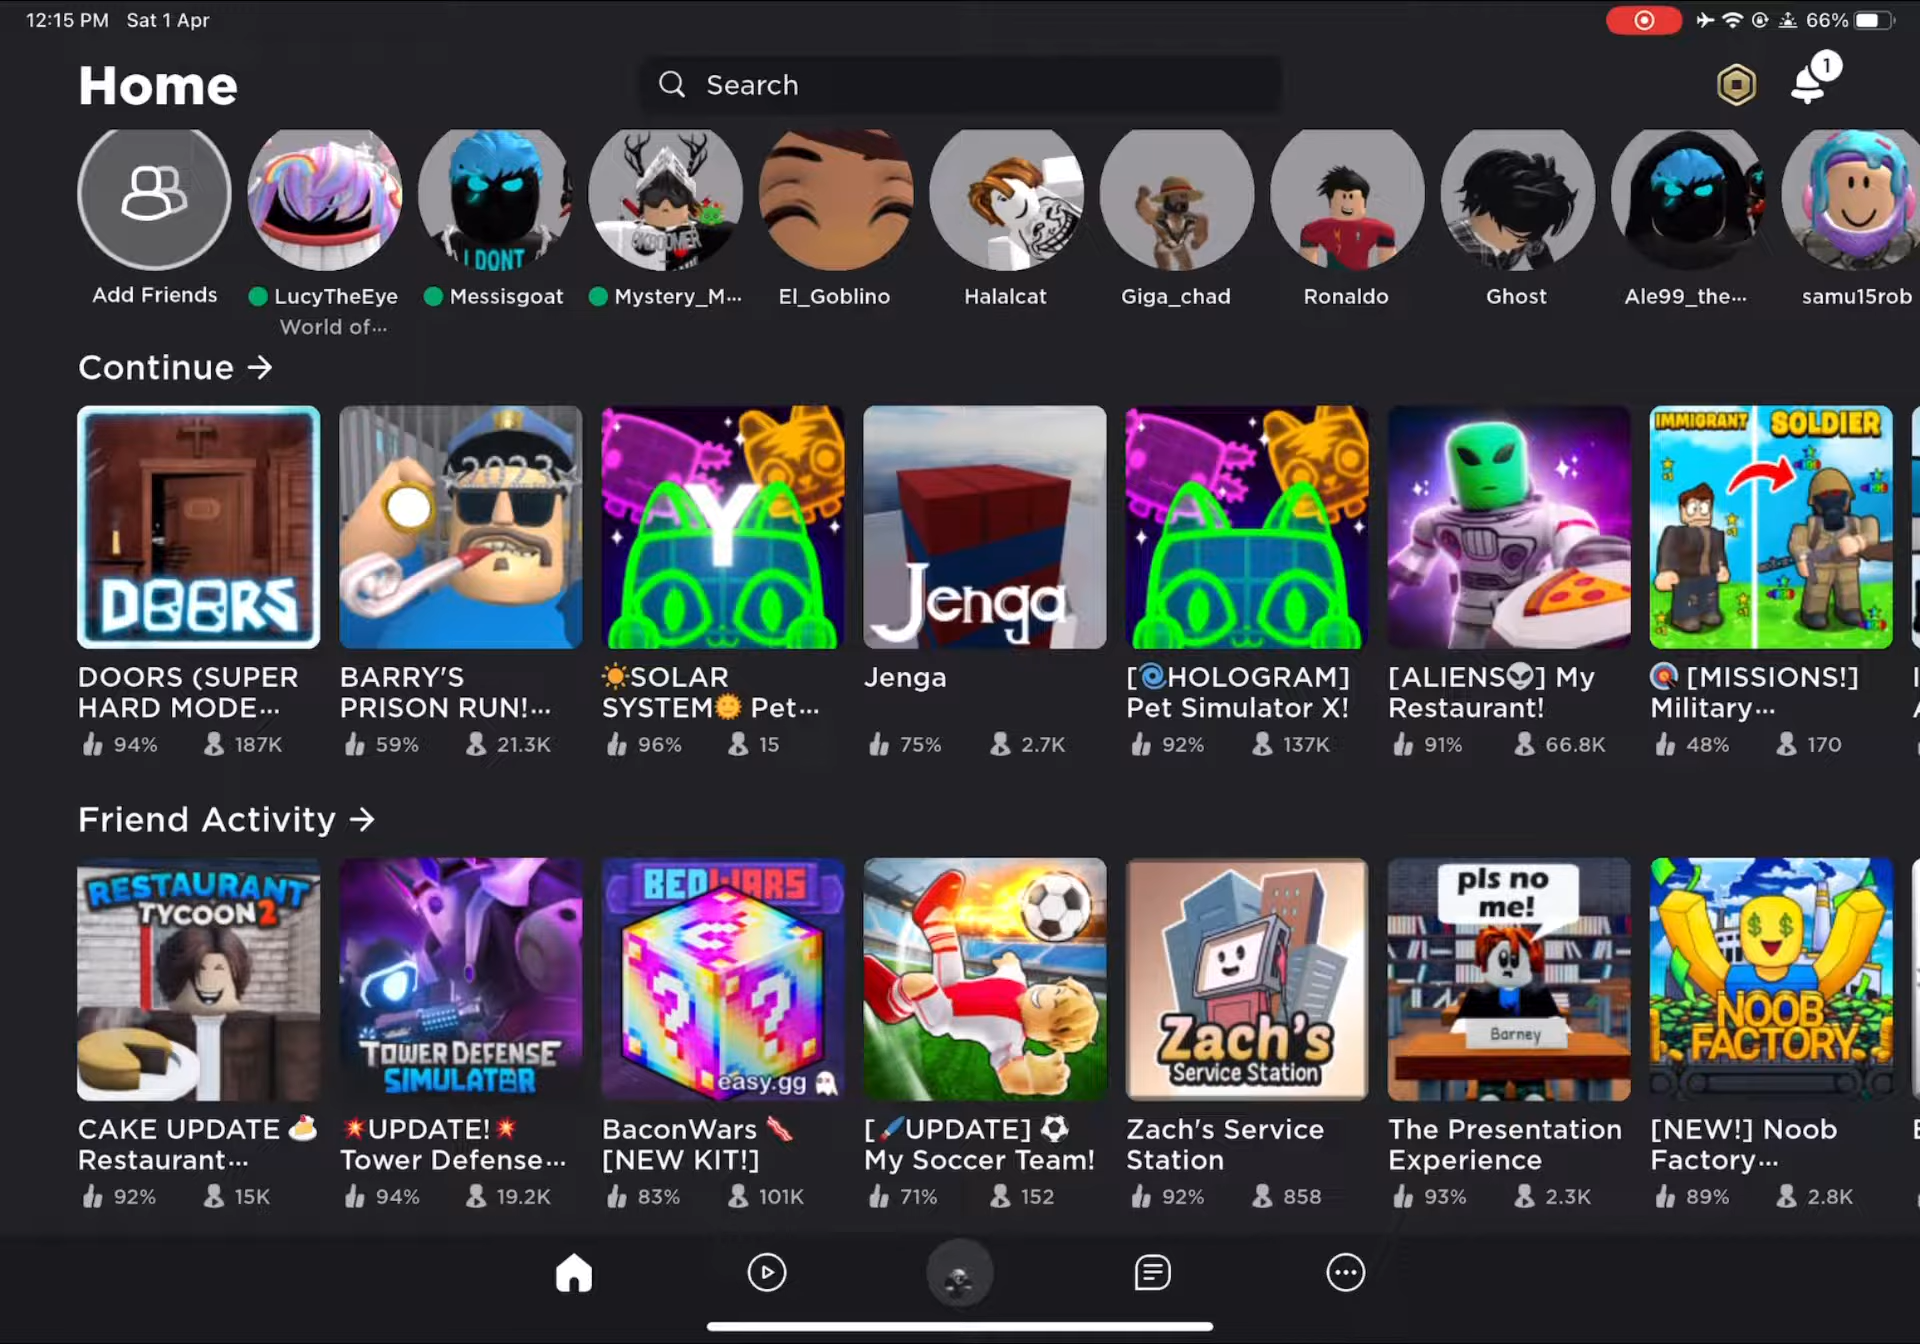 12:15 PM Sat 1 Apr
66%
Home
Search
1
I DONT
Add Friends
LucyTheEye
World of...
Messisgoat
Mystery_M...
El_Goblino
Halalcat
Giga_chad
Ronaldo
Ghost
Ale99_the...
samu15rob
Continue →
DOORS
2023
Y
Jenga
IMMIGRANT
SOLDIER
DOORS (SUPER
HARD MODE...
94% 187K
BARRY'S
PRISON RUN!...
59% 21.3K
☀️SOLAR
SYSTEM🌞 Pet...
96% 15
Jenga
75% 2.7K
[🌀HOLOGRAM]
Pet Simulator X!
92% 137K
[ALIENS👽] My
Restaurant!
91% 66.8K
🎯 [MISSIONS!]
Military...
48% 170
Friend Activity →
RESTAURANT
TYCOON 2
TOWER DEFENSE
SIMULATOR
BEDWARS
easy.gg
Zach's
Service Station
pls no
me!
Barney
NOOB
FACTORY
CAKE UPDATE 🍰
Restaurant...
92% 15K
💥UPDATE!💥
Tower Defense...
94% 19.2K
BaconWars 🥓
[NEW KIT!]
83% 101K
[🖌️UPDATE] ⚽
My Soccer Team!
71% 152
Zach's Service
Station
92% 858
The Presentation
Experience
93% 2.3K
[NEW!] Noob
Factory...
89% 2.8K